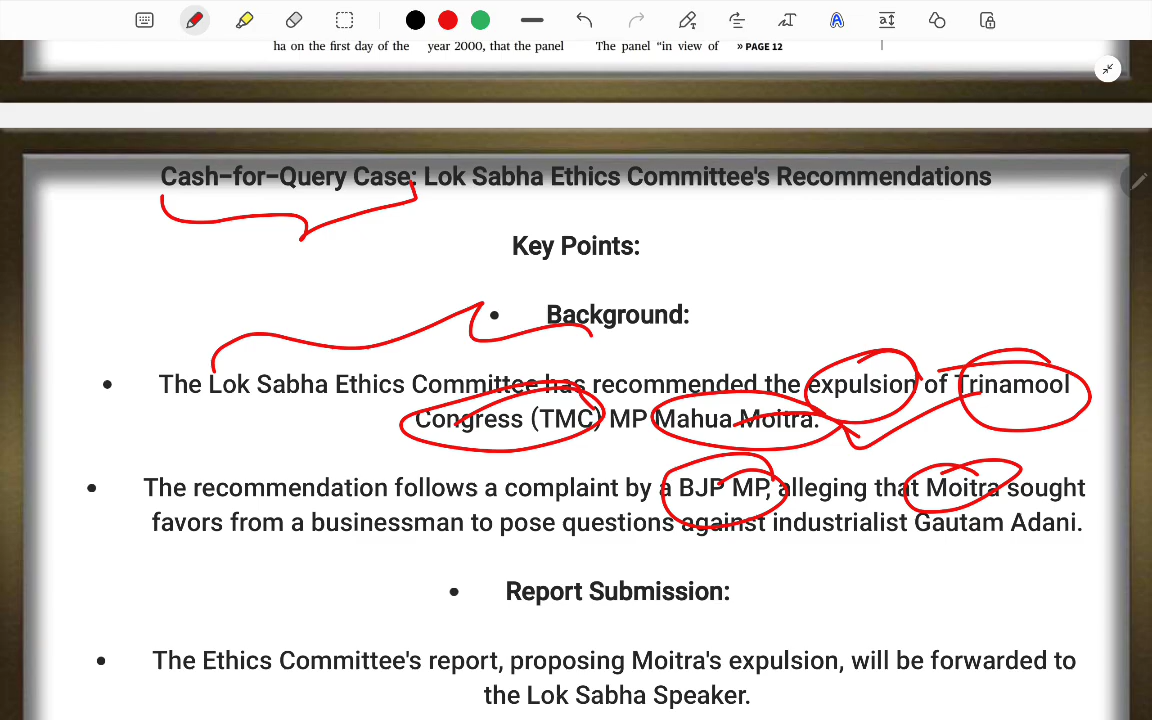 ha on the first day of the year 2000, that the panel The panel “in view of » PAGE 12
Cash-for-Query Case: Lok Sabha Ethics Committee's Recommendations
Key Points:
• Background:
• The Lok Sabha Ethics Committee has recommended the expulsion of Trinamool
Congress (TMC) MP Mahua Moitra.
• The recommendation follows a complaint by a BJP MP, alleging that Moitra sought
favors from a businessman to pose questions against industrialist Gautam Adani.
• Report Submission:
• The Ethics Committee's report, proposing Moitra's expulsion, will be forwarded to
the Lok Sabha Speaker.